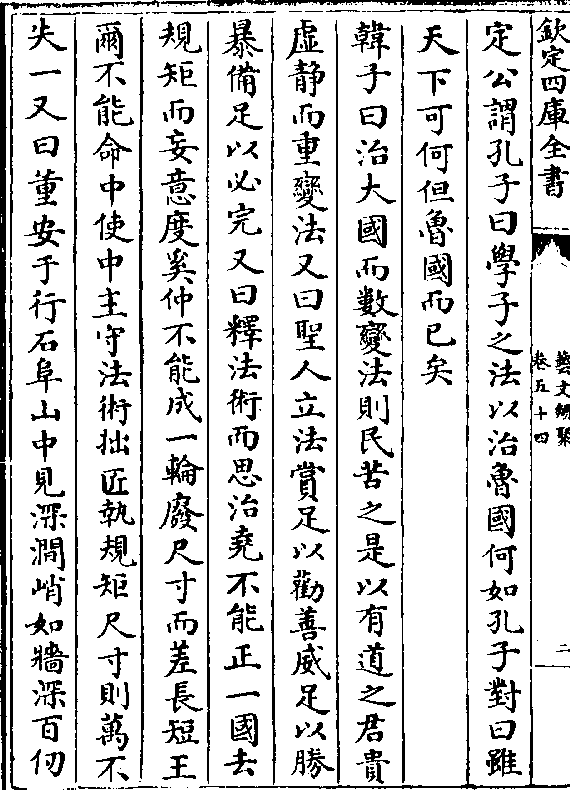 欽定四庫全書
藝文類聚
卷五十四
二
定公謂孔子曰學子之法以治魯國何如孔子對曰雖
天下可何但魯國而已矣
韓子曰治大國而數變法則民苦之是以有道之君貴
虛靜而重變法又曰聖人立法賞足以勸善威足以勝
暴備足以必完又曰釋法術而思治堯不能正一國去
規矩而妄意度奚仲不能成一輪廢尺寸而差長短王
爾不能命中使中主守法術拙匠執規矩尺寸則萬不
失一又曰董安于行石阜山中見深澗峭如牆深百仞